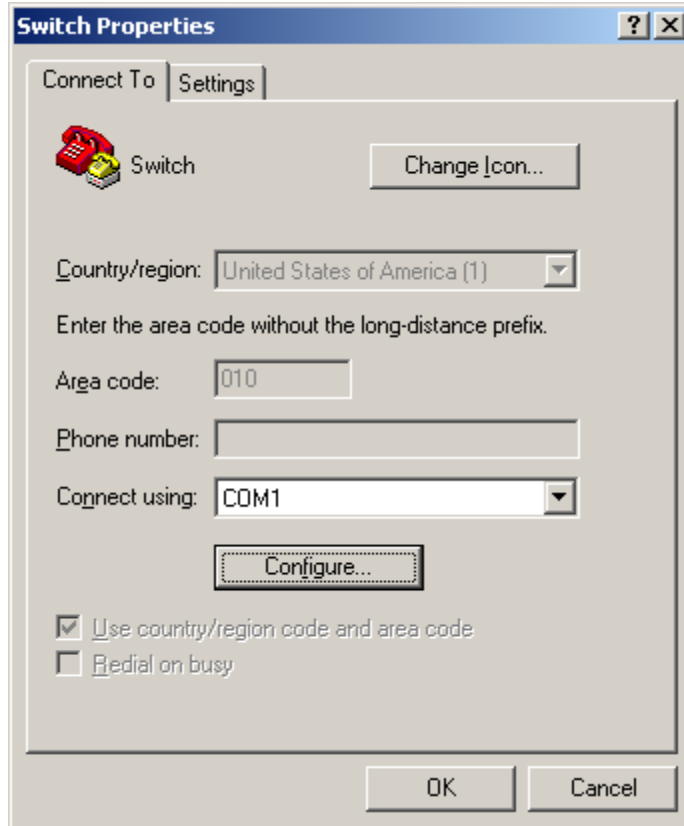 Switch Properties
Connect To Settings
Switch Change Icon...
Country/region: United States of America (1)
Enter the area code without the long-distance prefix.
Area code: 010
Phone number:
Connect using: COM1
Configure...
Use country/region code and area code
Redial on busy
OK Cancel